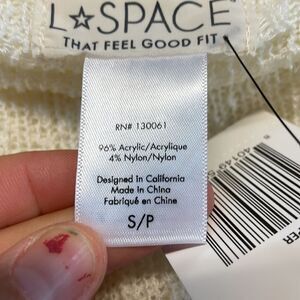 L☆SPACE
THAT FEEL GOOD FIT
RN# 130061
96% Acrylic/Acrylique
4% Nylon/Nylon
Designed in California
Made in China
Fabriqué en Chine
S/P